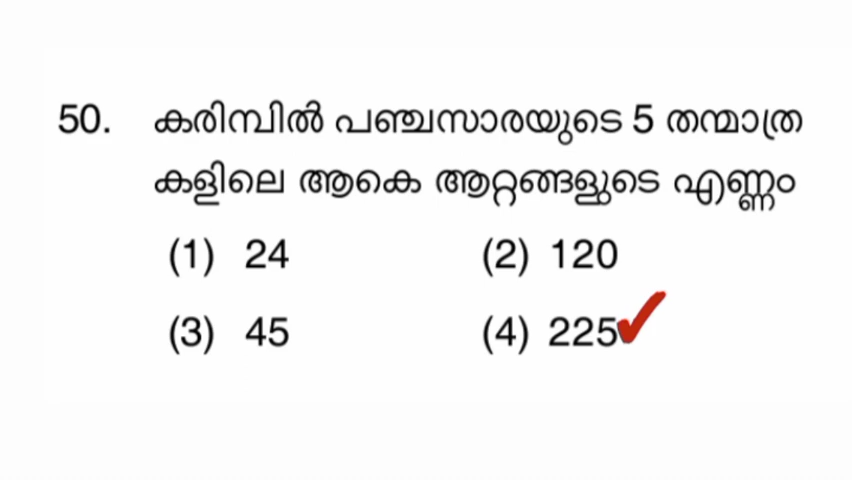 50. കരിമ്പിൽ പഞ്ചസാരയുടെ 5 തന്മാത്ര
കളിലെ ആകെ ആറ്റങ്ങളുടെ എണ്ണം
(1) 24 (2) 120
(3) 45 (4) 225